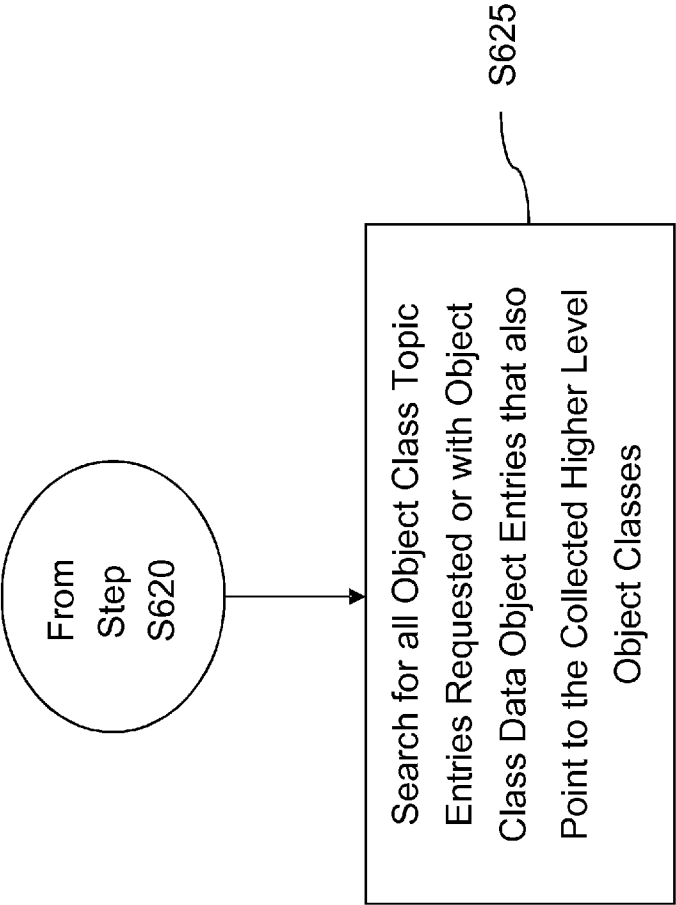 From
Step
S620
Search for all Object Class Topic
Entries Requested or with Object
Class Data Object Entries that also
Point to the Collected Higher Level
Object Classes
S625